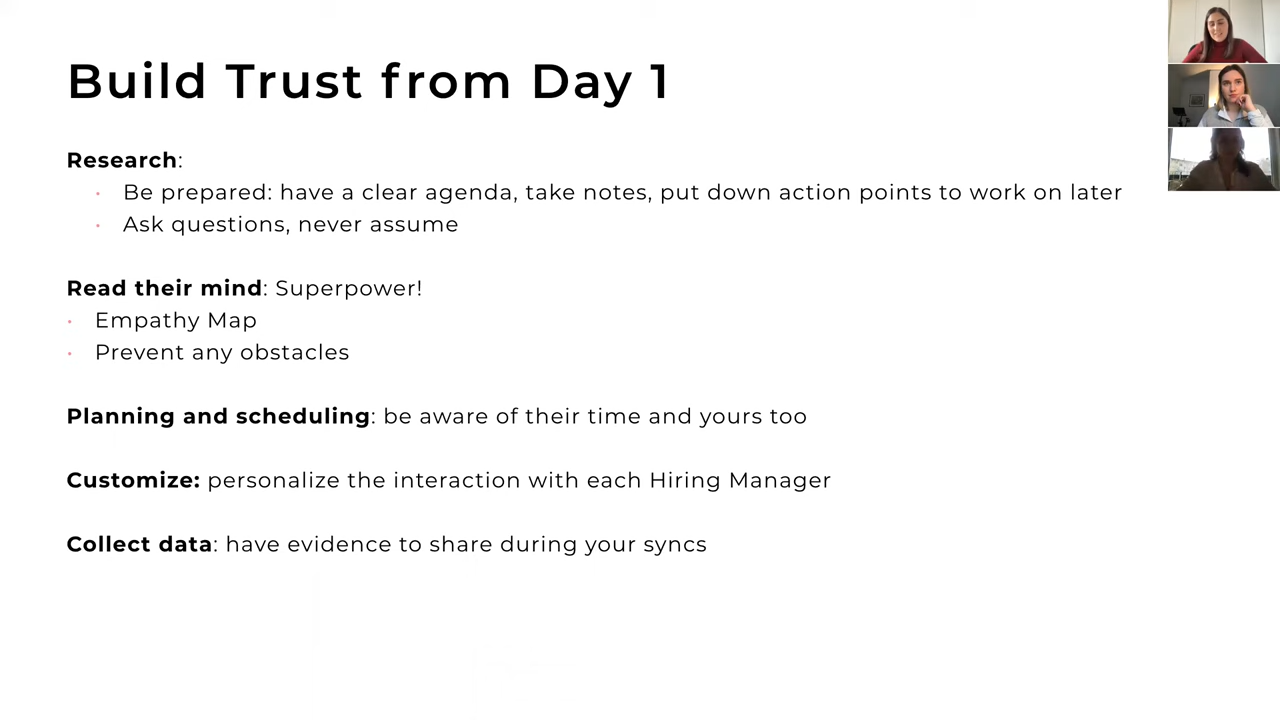 Build Trust from Day 1
Research:
· Be prepared: have a clear agenda, take notes, put down action points to work on later
· Ask questions, never assume
Read their mind: Superpower!
· Empathy Map
· Prevent any obstacles
Planning and scheduling: be aware of their time and yours too
Customize: personalize the interaction with each Hiring Manager
Collect data: have evidence to share during your syncs